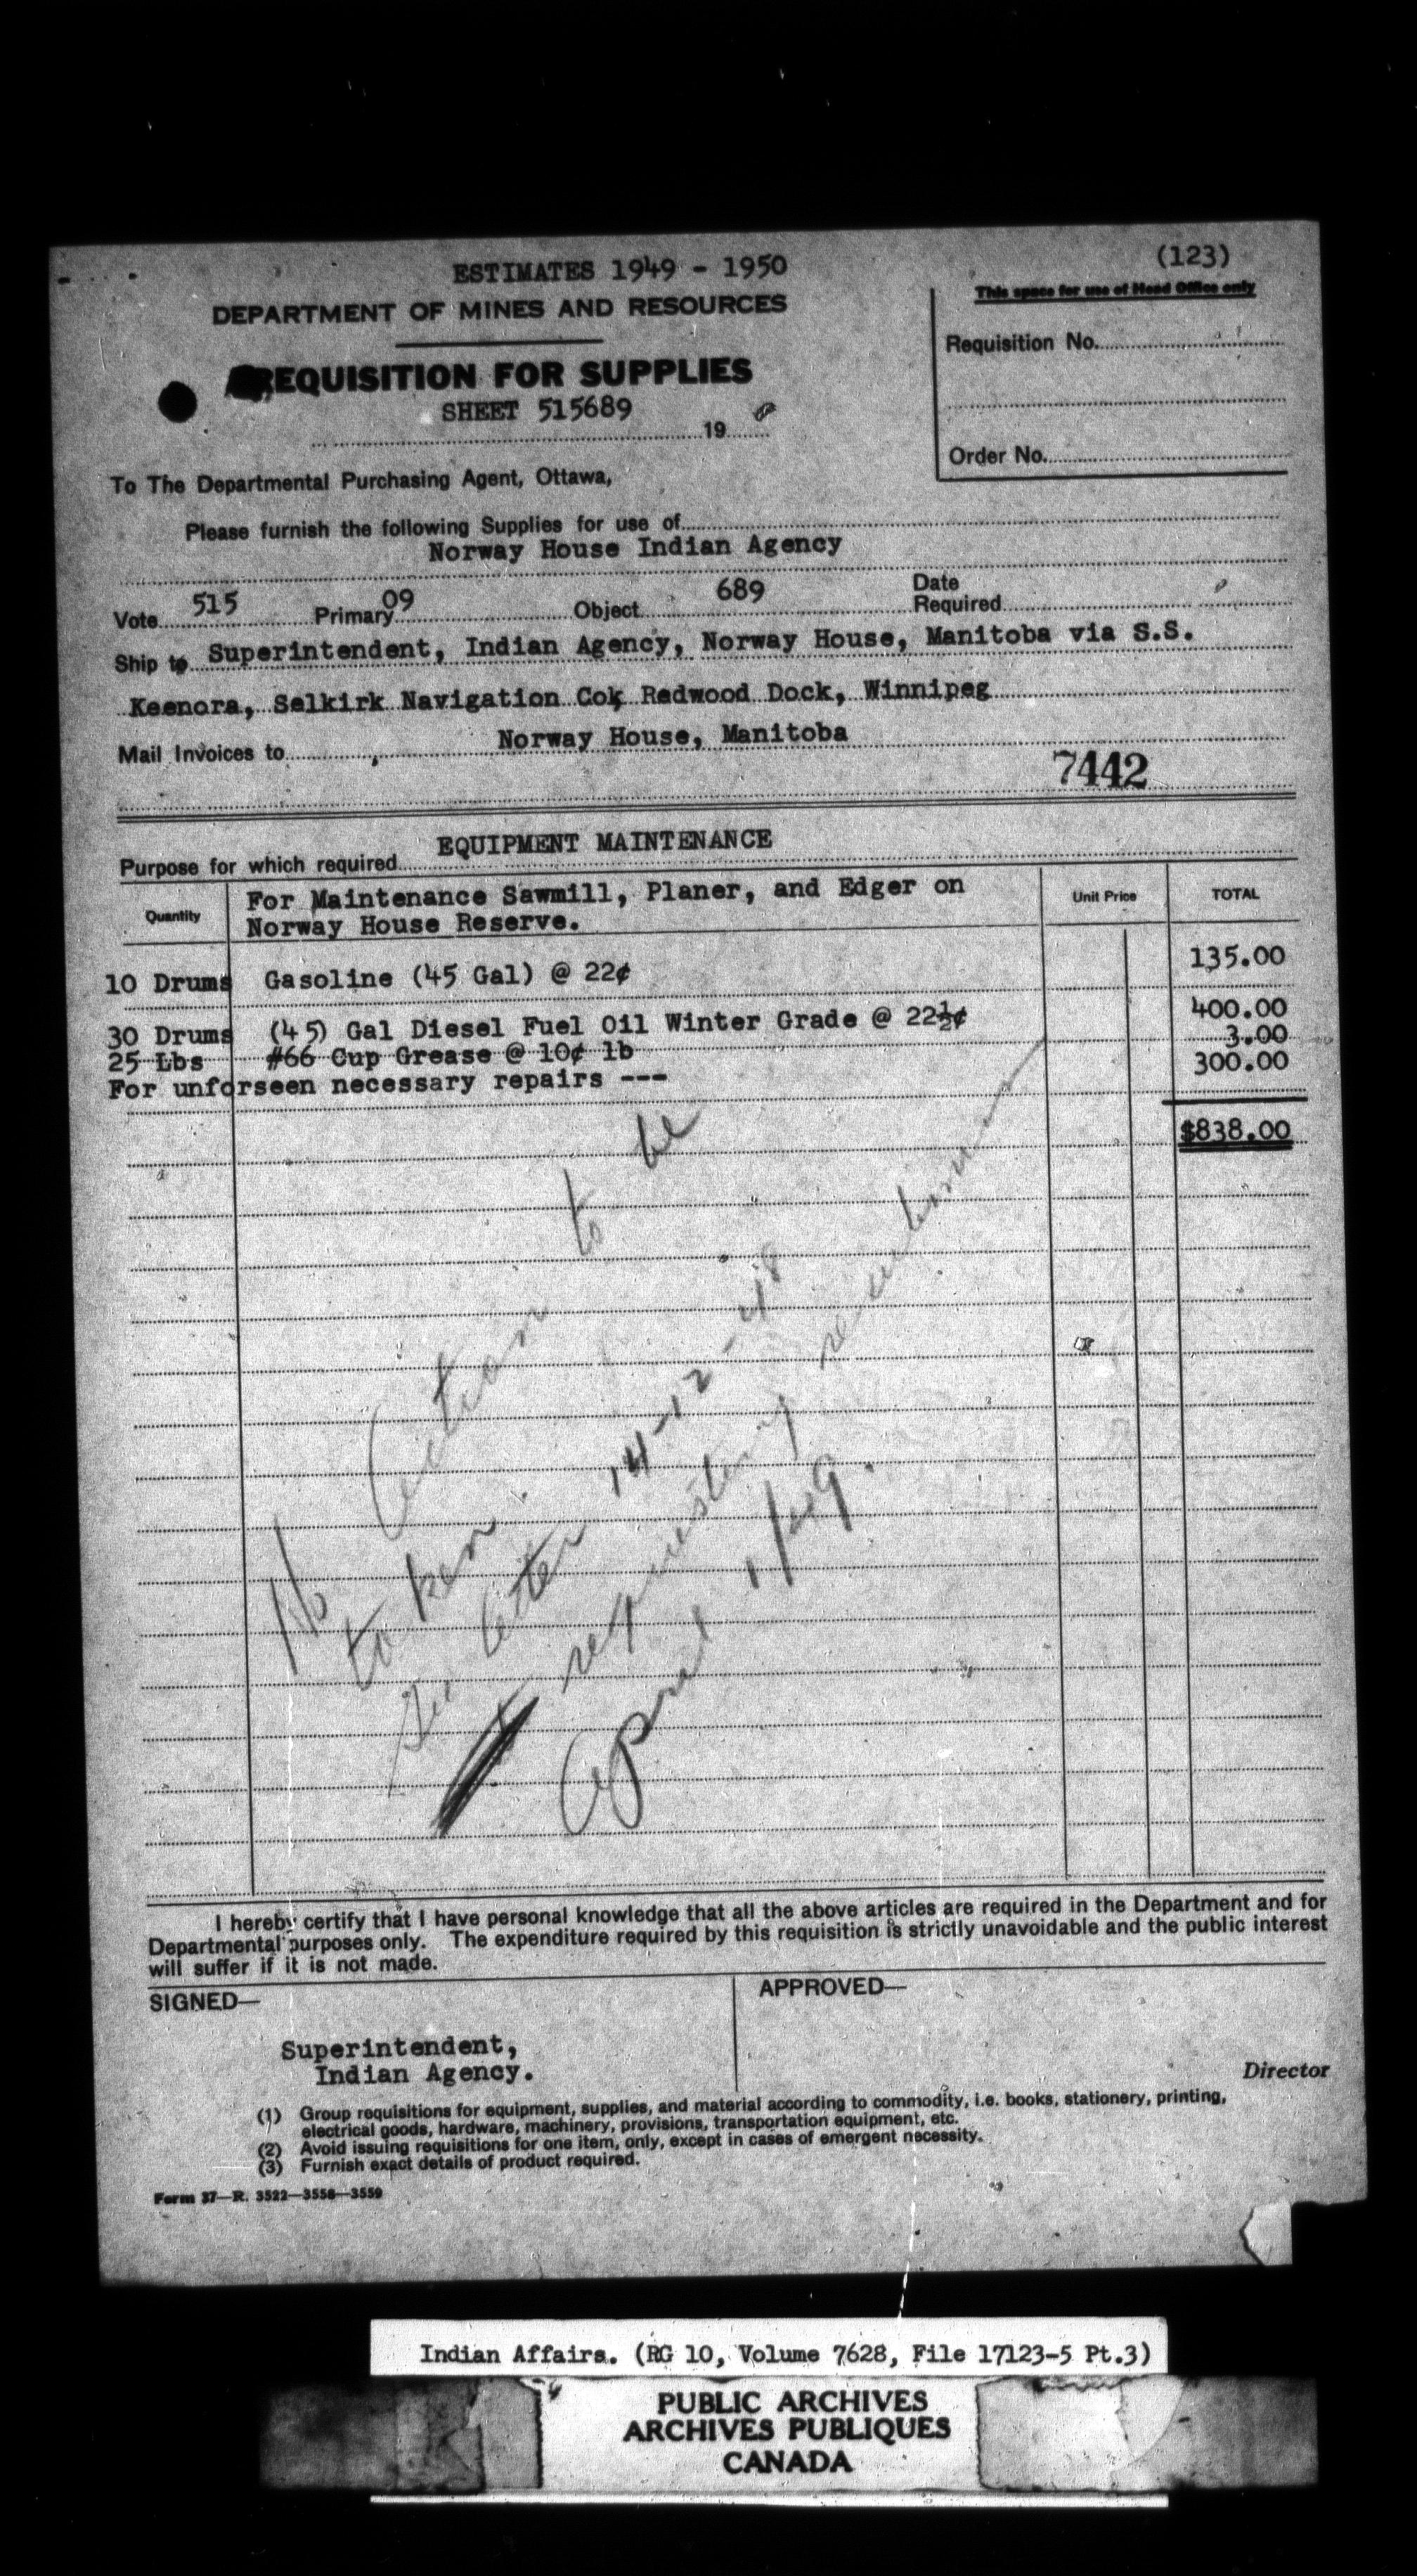 ESTIMATES 1949 - 1950
(123)
DEPARTMENT OF MINES AND RESOURCES
This space for use of Head Office only
REQUISITION FOR SUPPLIES
Requisition No.
SHEET 515689
19
Order No.
To The Departmental Purchasing Agent, Ottawa,
Please furnish the following Supplies for use of
Norway House Indian Agency
Vote 515 Primary 09 Object 689 Date Required
Ship to Superintendent, Indian Agency, Norway House, Manitoba via S.S.
Keenora, Selkirk Navigation Co, Redwood Dock, Winnipeg
Mail Invoices to Norway House, Manitoba
7442
Purpose for which required EQUIPMENT MAINTENANCE
Quantity For Maintenance Sawmill, Planer, and Edger on Unit Price TOTAL
Norway House Reserve.
10 Drums Gasoline (45 Gal) @ 22¢ 135.00
30 Drums (45) Gal Diesel Fuel Oil Winter Grade @ 22½¢ 400.00
25 Lbs #66 Cup Grease @ 10¢ lb 3.00
For unforseen necessary repairs --- 300.00
$838.00
No Action to be
taken.
See letter 14-12-48
requesting
April 1/49.
I hereby certify that I have personal knowledge that all the above articles are required in the Department and for
Departmental purposes only. The expenditure required by this requisition is strictly unavoidable and the public interest
will suffer if it is not made.
SIGNED—
APPROVED—
Superintendent,
Indian Agency.
Director
(1) Group requisitions for equipment, supplies, and material according to commodity, i.e. books, stationery, printing,
electrical goods, hardware, machinery, provisions, transportation equipment, etc.
(2) Avoid issuing requisitions for one item, only, except in cases of emergent necessity.
(3) Furnish exact details of product required.
Form 37—R. 3522—3558—3559
Indian Affairs. (RG 10, Volume 7628, File 17123-5 Pt.3)
PUBLIC ARCHIVES
ARCHIVES PUBLIQUES
CANADA